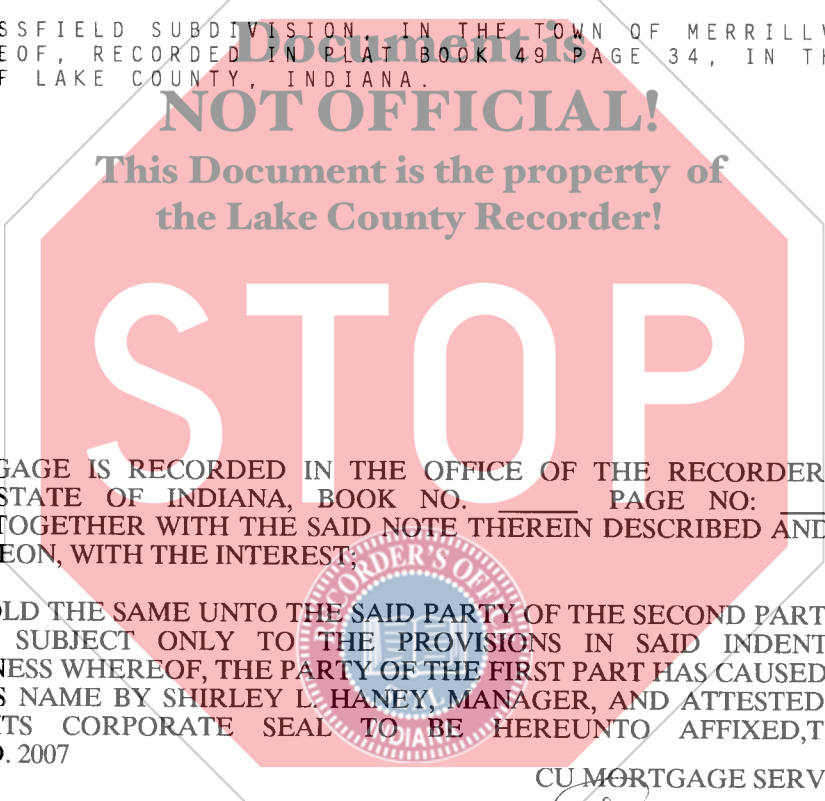 SSFIELD SUBDIVISION, IN THE TOWN OF MERRILLV
EOF, RECORDED IN PLAT BOOK 49 PAGE 34, IN TH
F LAKE COUNTY, INDIANA.
Document is
NOT OFFICIAL!
This Document is the property of
the Lake County Recorder!
STOP
GAGE IS RECORDED IN THE OFFICE OF THE RECORDER
STATE OF INDIANA, BOOK NO. ______ PAGE NO: ___
TOGETHER WITH THE SAID NOTE THEREIN DESCRIBED AND
EON, WITH THE INTEREST;
OLD THE SAME UNTO THE SAID PARTY OF THE SECOND PART
SUBJECT ONLY TO THE PROVISIONS IN SAID INDENT
NESS WHEREOF, THE PARTY OF THE FIRST PART HAS CAUSED
S NAME BY SHIRLEY L. HANEY, MANAGER, AND ATTESTED
ITS CORPORATE SEAL TO BE HEREUNTO AFFIXED,T
D. 2007
CU MORTGAGE SERV